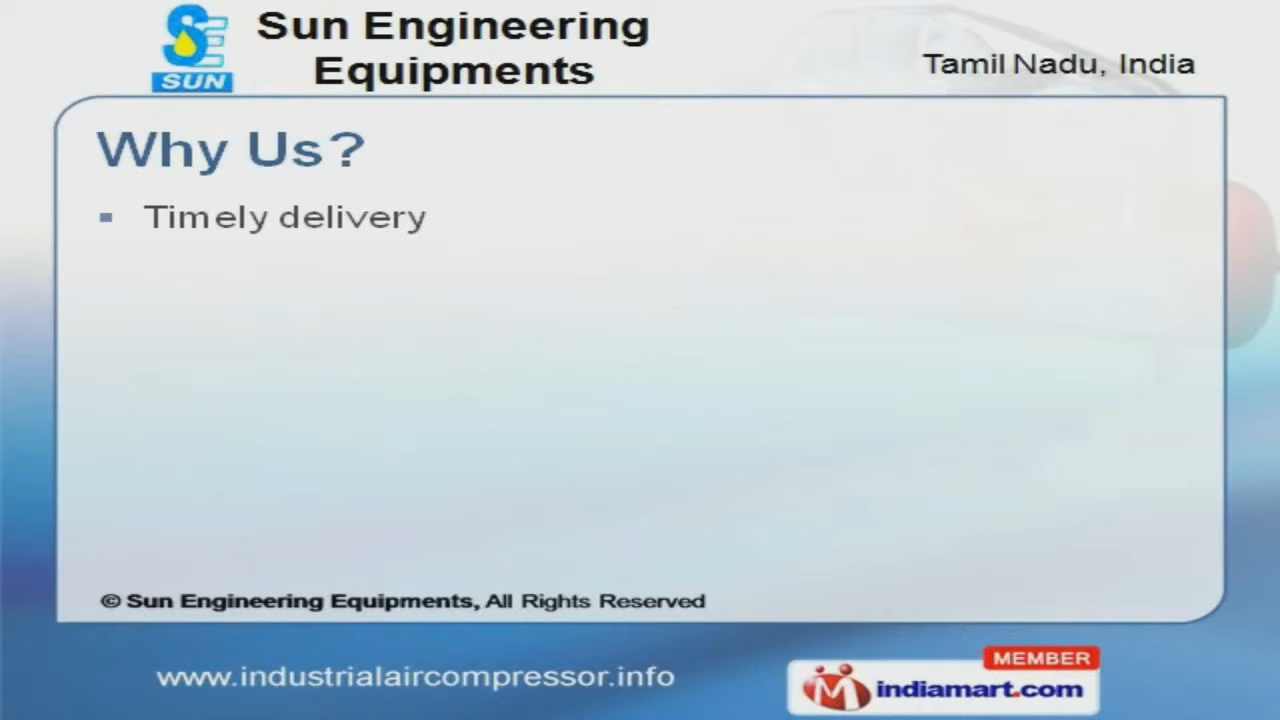 SE
SUN
Sun Engineering
Equipments
Tamil Nadu, India
Why Us?
▪ Timely delivery
© Sun Engineering Equipments, All Rights Reserved
www.industrialaircompressor.info
MEMBER
indiamart.com